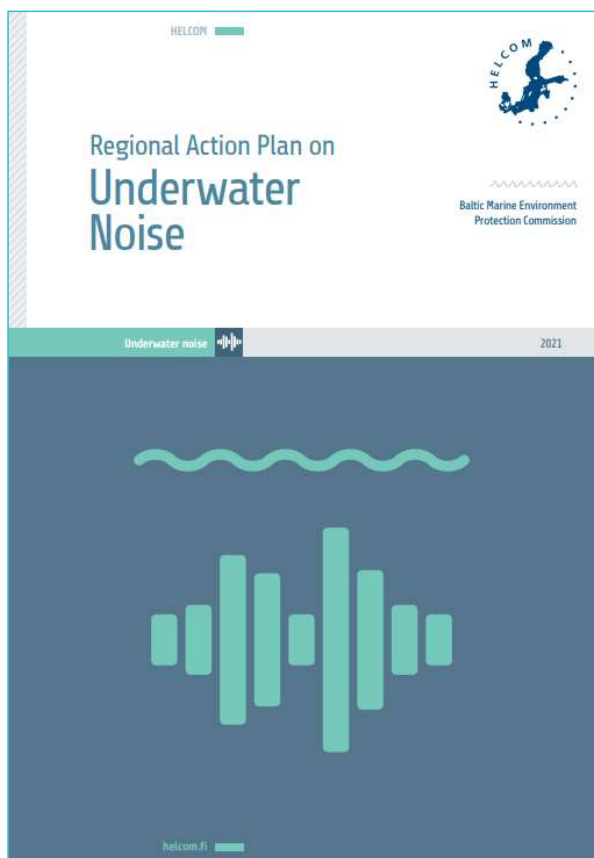 HELCOM
HELCOM
Regional Action Plan on
Underwater
Noise
Baltic Marine Environment
Protection Commission
Underwater noise
2021
helcom.fi